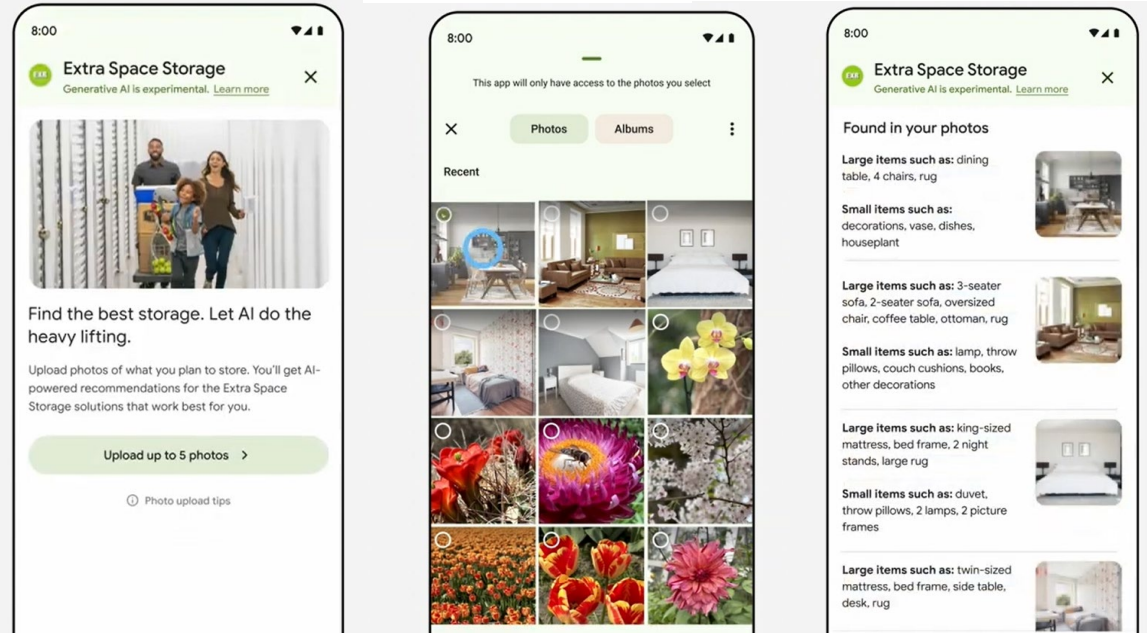 8:00
EXR
Extra Space Storage
Generative AI is experimental. Learn more
Find the best storage. Let AI do the
heavy lifting.
Upload photos of what you plan to store. You'll get AI-
powered recommendations for the Extra Space
Storage solutions that work best for you.
Upload up to 5 photos
Photo upload tips
8:00
This app will only have access to the photos you select
Photos
Albums
Recent
8:00
EXR
Extra Space Storage
Generative AI is experimental. Learn more
Found in your photos
Large items such as: dining
table, 4 chairs, rug
Small items such as:
decorations, vase, dishes,
houseplant
Large items such as: 3-seater
sofa, 2-seater sofa, oversized
chair, coffee table, ottoman, rug
Small items such as: lamp, throw
pillows, couch cushions, books,
other decorations
Large items such as: king-sized
mattress, bed frame, 2 night
stands, large rug
Small items such as: duvet,
throw pillows, 2 lamps, 2 picture
frames
Large items such as: twin-sized
mattress, bed frame, side table,
desk, rug